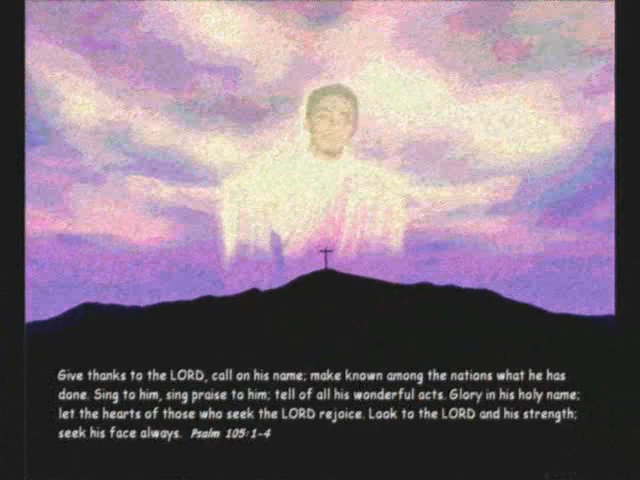 Give thanks to the LORD, call on his name; make known among the nations what he has
done. Sing to him, sing praise to him; tell of all his wonderful acts. Glory in his holy name;
let the hearts of those who seek the LORD rejoice. Look to the LORD and his strength;
seek his face always. Psalm 105:1-4